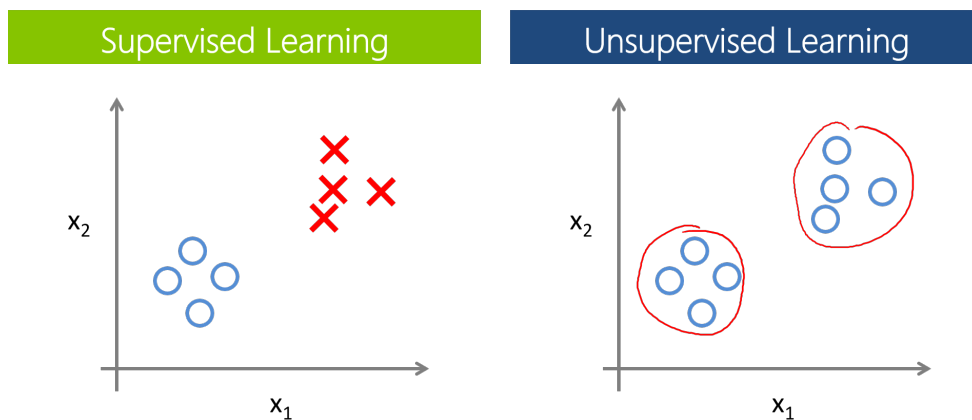 Supervised Learning
x₂
x₁
Unsupervised Learning
x₂
x₁